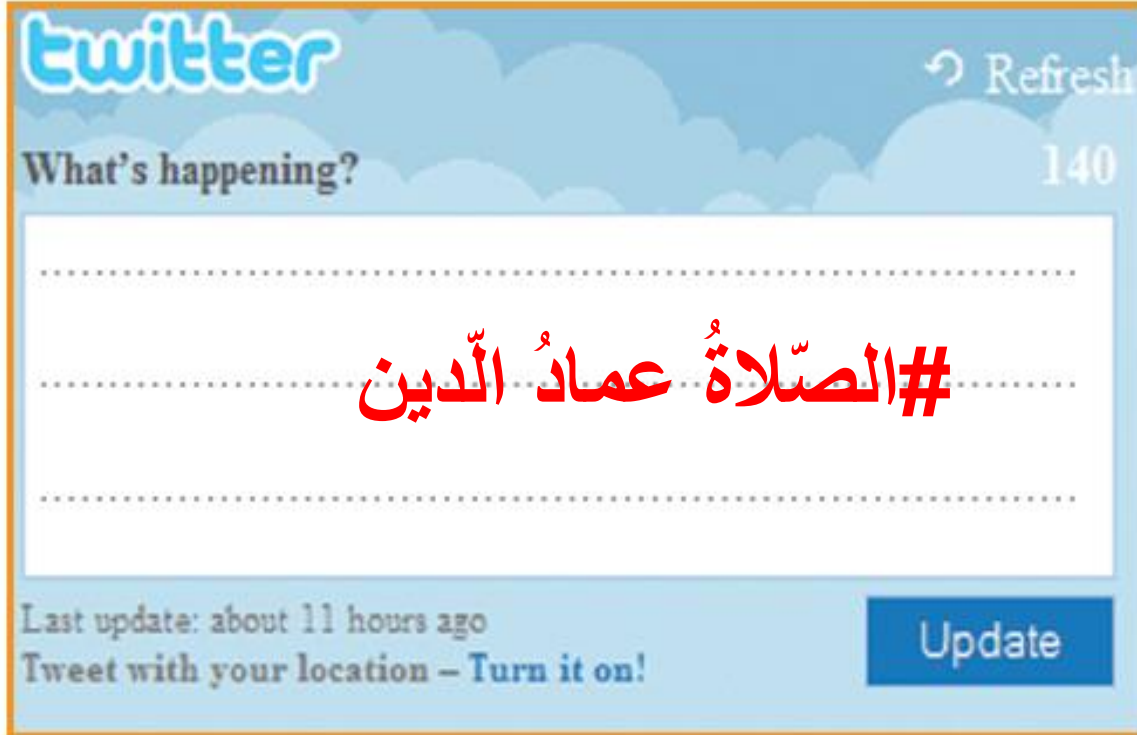 twitter
Refresh
What's happening?
140
#الصّلاةُ عمادُ الّدين
Last update: about 11 hours ago
Update
Tweet with your location – Turn it on!